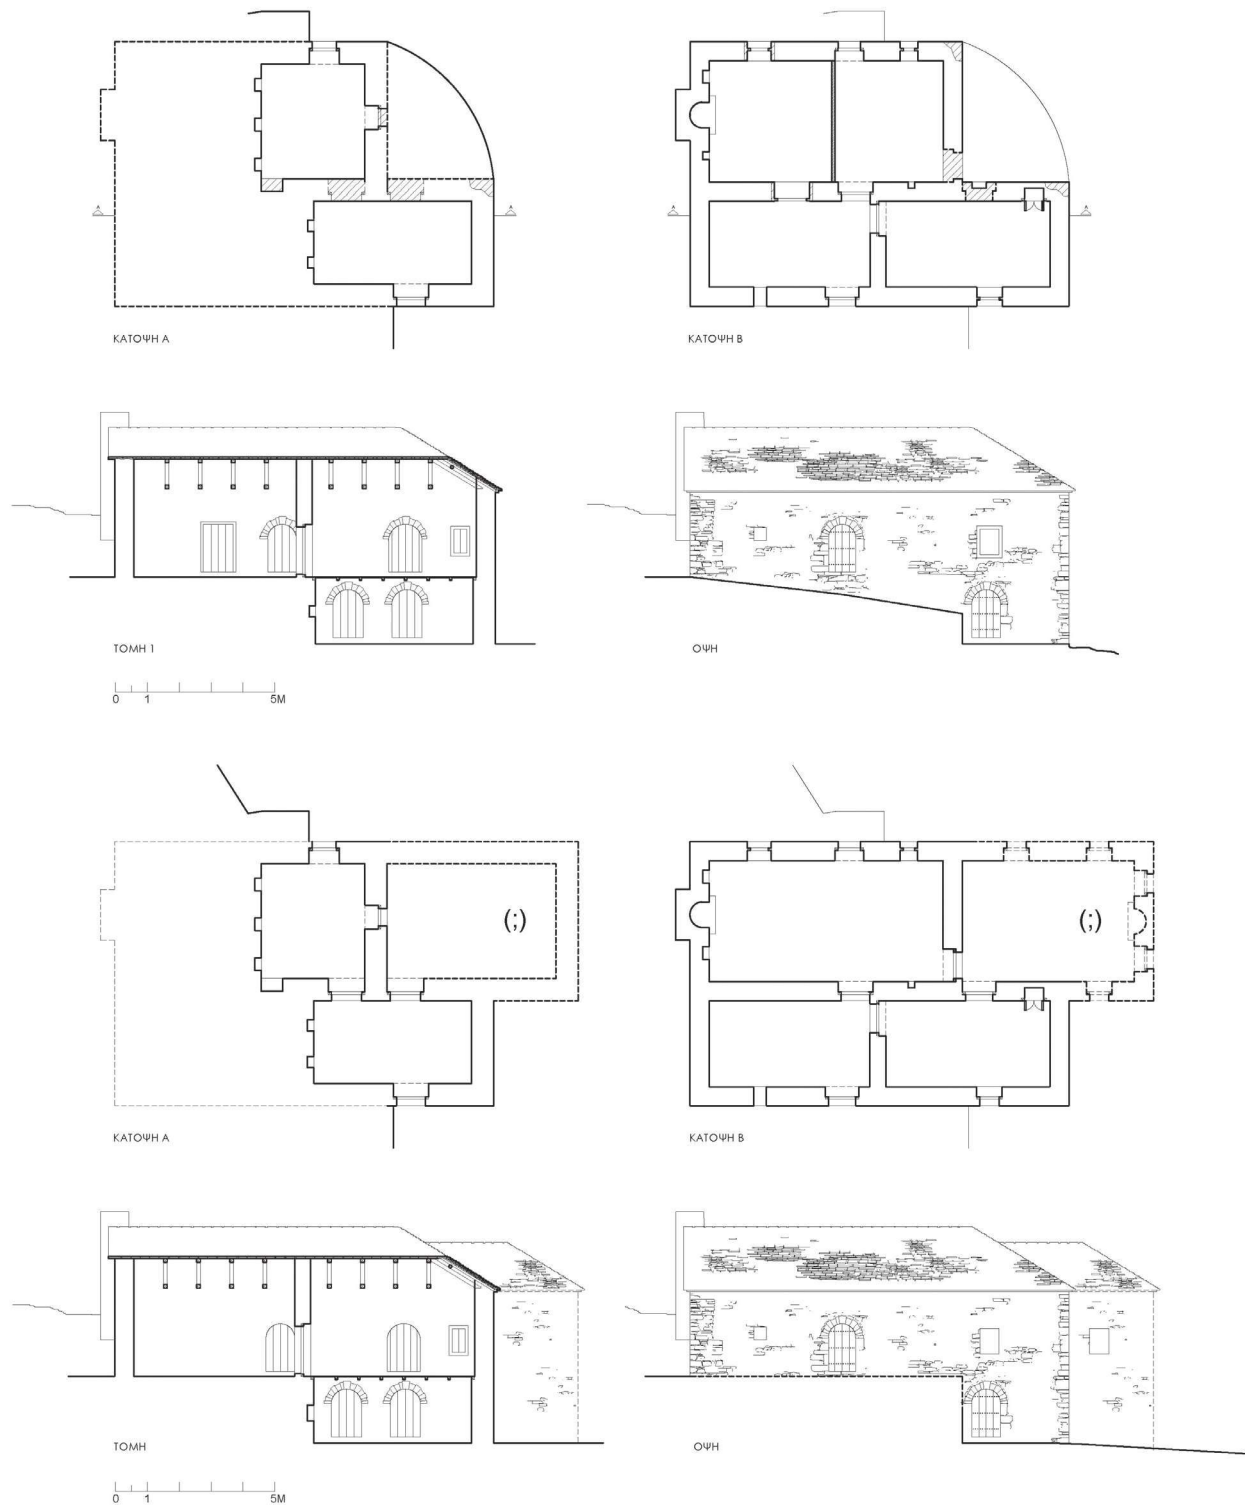 Α Α Α Α
ΚΑΤΟΨΗ Α ΚΑΤΟΨΗ Β
ΤΟΜΗ 1 ΟΨΗ
0 1 5M
(;) (;)
ΚΑΤΟΨΗ Α ΚΑΤΟΨΗ Β
ΤΟΜΗ ΟΨΗ
0 1 5M